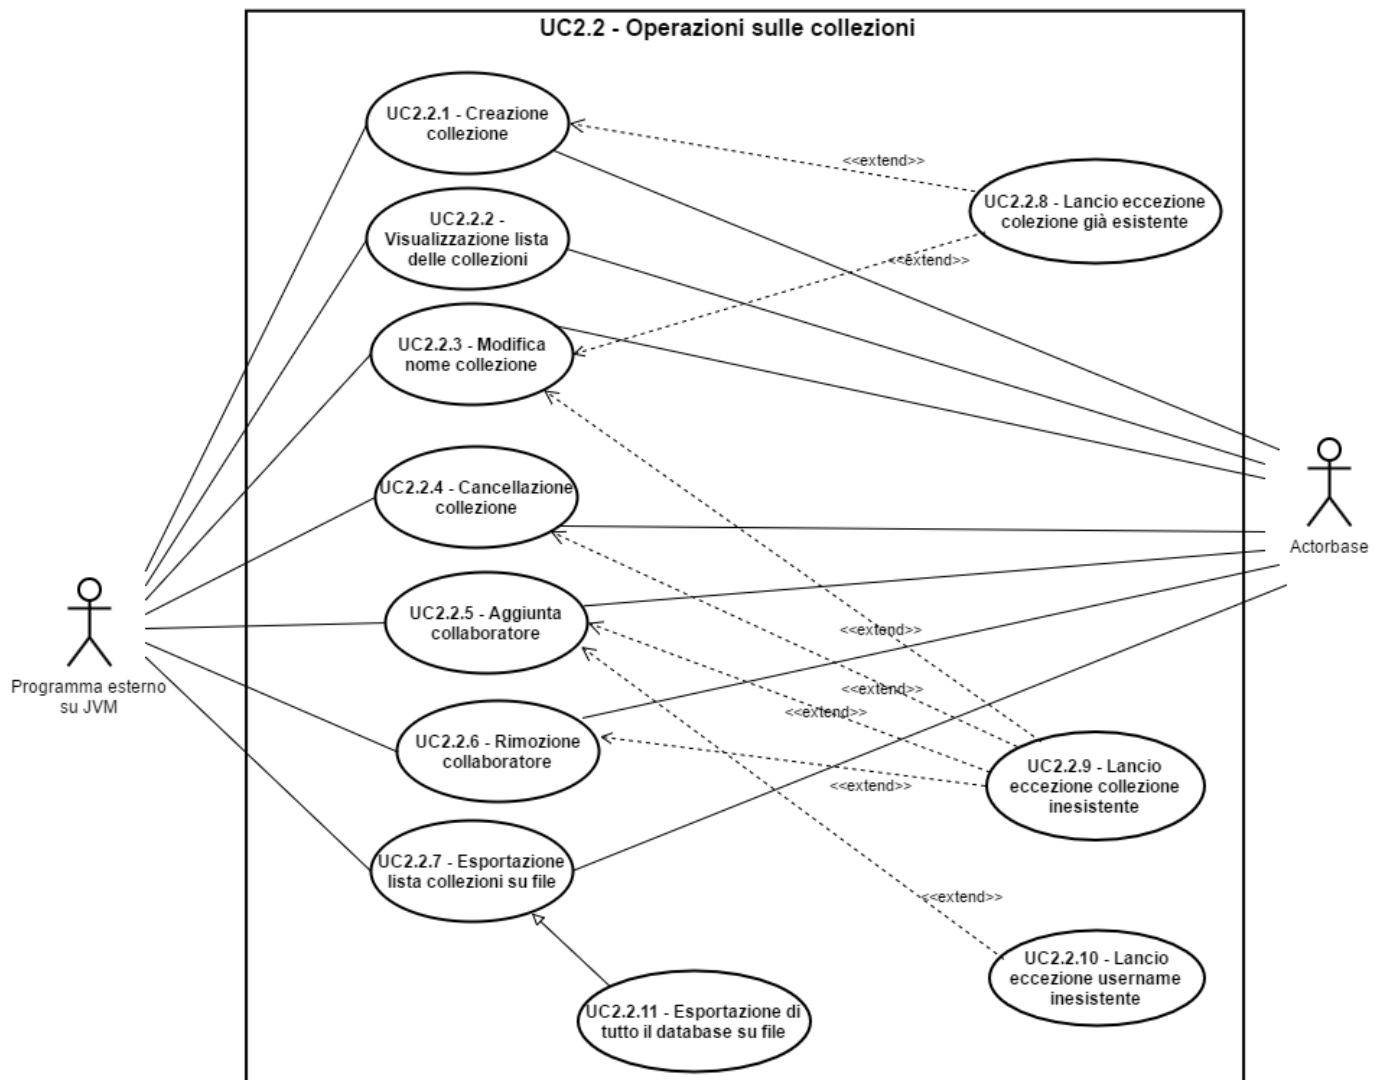 UC2.2 - Operazioni sulle collezioni
UC2.2.1 - Creazione
collezione
<<extend>>
UC2.2.8 - Lancio eccezione
colezione già esistente
UC2.2.2 -
Visualizzazione lista
delle collezioni
<<extend>>
UC2.2.3 - Modifica
nome collezione
UC2.2.4 - Cancellazione
collezione
Actorbase
UC2.2.5 - Aggiunta
collaboratore
<<extend>>
Programma esterno
su JVM
<<extend>>
<<extend>>
UC2.2.6 - Rimozione
collaboratore
UC2.2.9 - Lancio
eccezione collezione
inesistente
<<extend>>
UC2.2.7 - Esportazione
lista collezioni su file
<<extend>>
UC2.2.10 - Lancio
eccezione username
inesistente
UC2.2.11 - Esportazione di
tutto il database su file